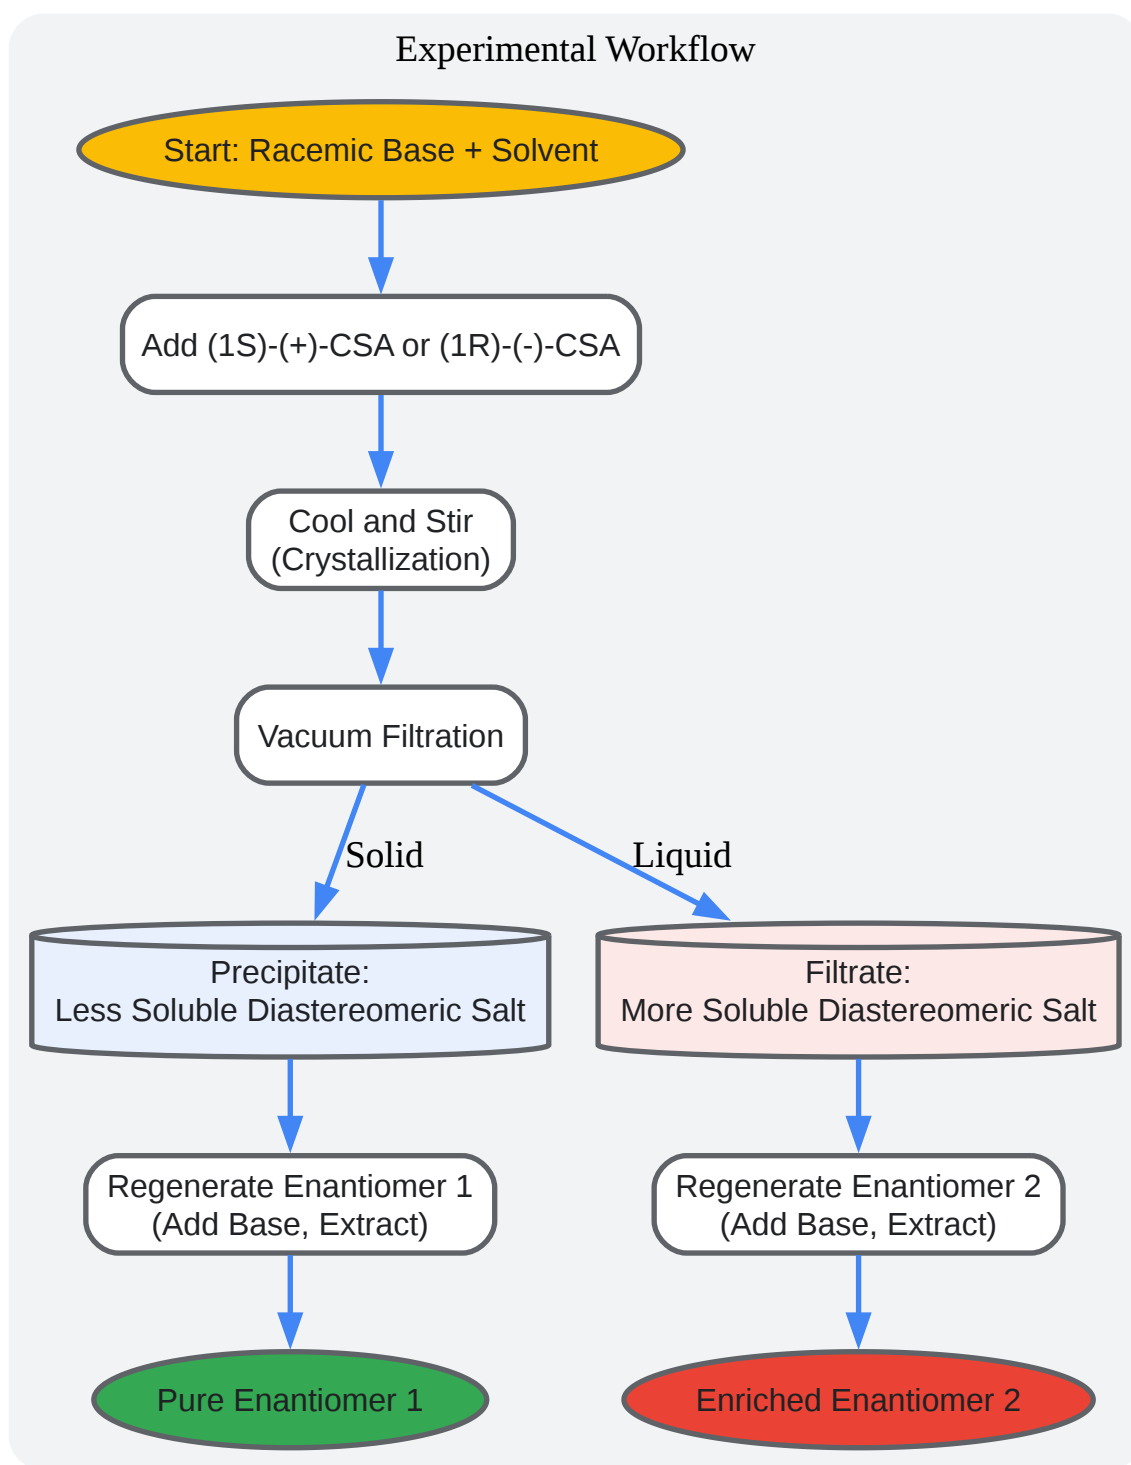 Experimental Workflow
Start: Racemic Base + Solvent
Add (1S)-(+)-CSA or (1R)-(-)-CSA
Cool and Stir
(Crystallization)
Vacuum Filtration
Solid
Liquid
Precipitate:
Less Soluble Diastereomeric Salt
Filtrate:
More Soluble Diastereomeric Salt
Regenerate Enantiomer 1
(Add Base, Extract)
Regenerate Enantiomer 2
(Add Base, Extract)
Pure Enantiomer 1
Enriched Enantiomer 2